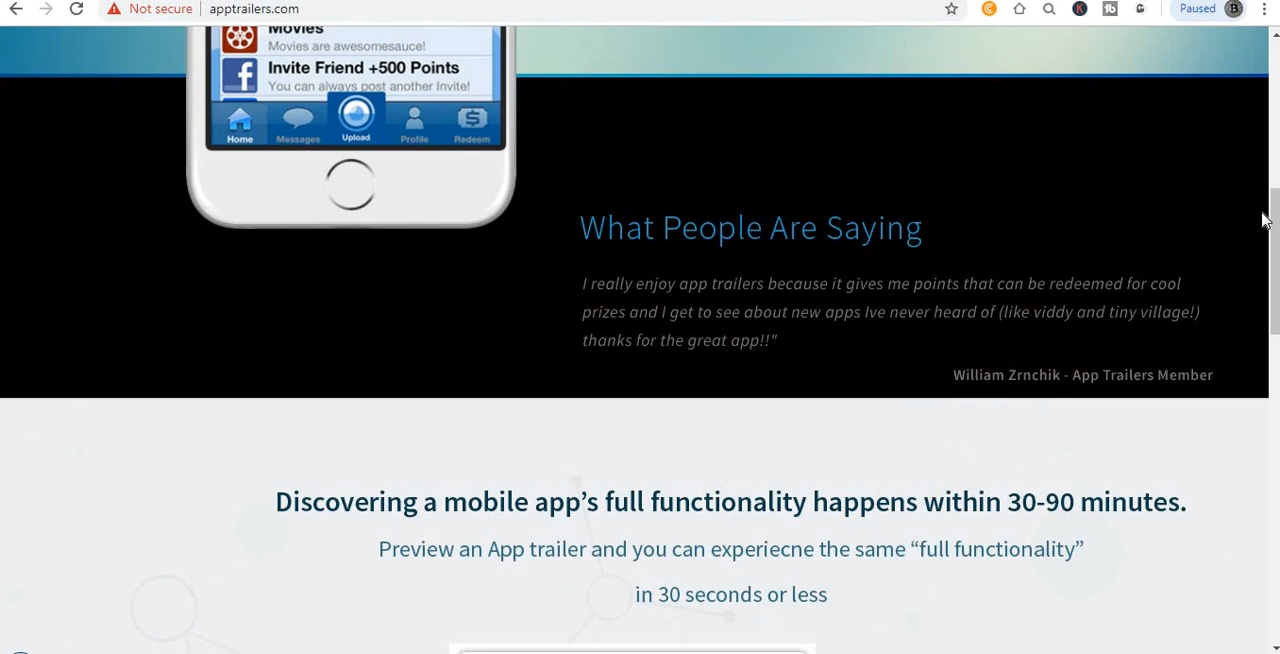 Not secure
apptrailers.com
Paused
Movies
Movies are awesomesauce!
Invite Friend +500 Points
You can always post another Invite!
Home
Messages
Upload
Profile
Redeem
What People Are Saying
I really enjoy app trailers because it gives me points that can be redeemed for cool
prizes and I get to see about new apps Ive never heard of (like viddy and tiny village!)
thanks for the great app!!"
William Zrnchik - App Trailers Member
Discovering a mobile app’s full functionality happens within 30-90 minutes.
Preview an App trailer and you can experiecne the same “full functionality”
in 30 seconds or less